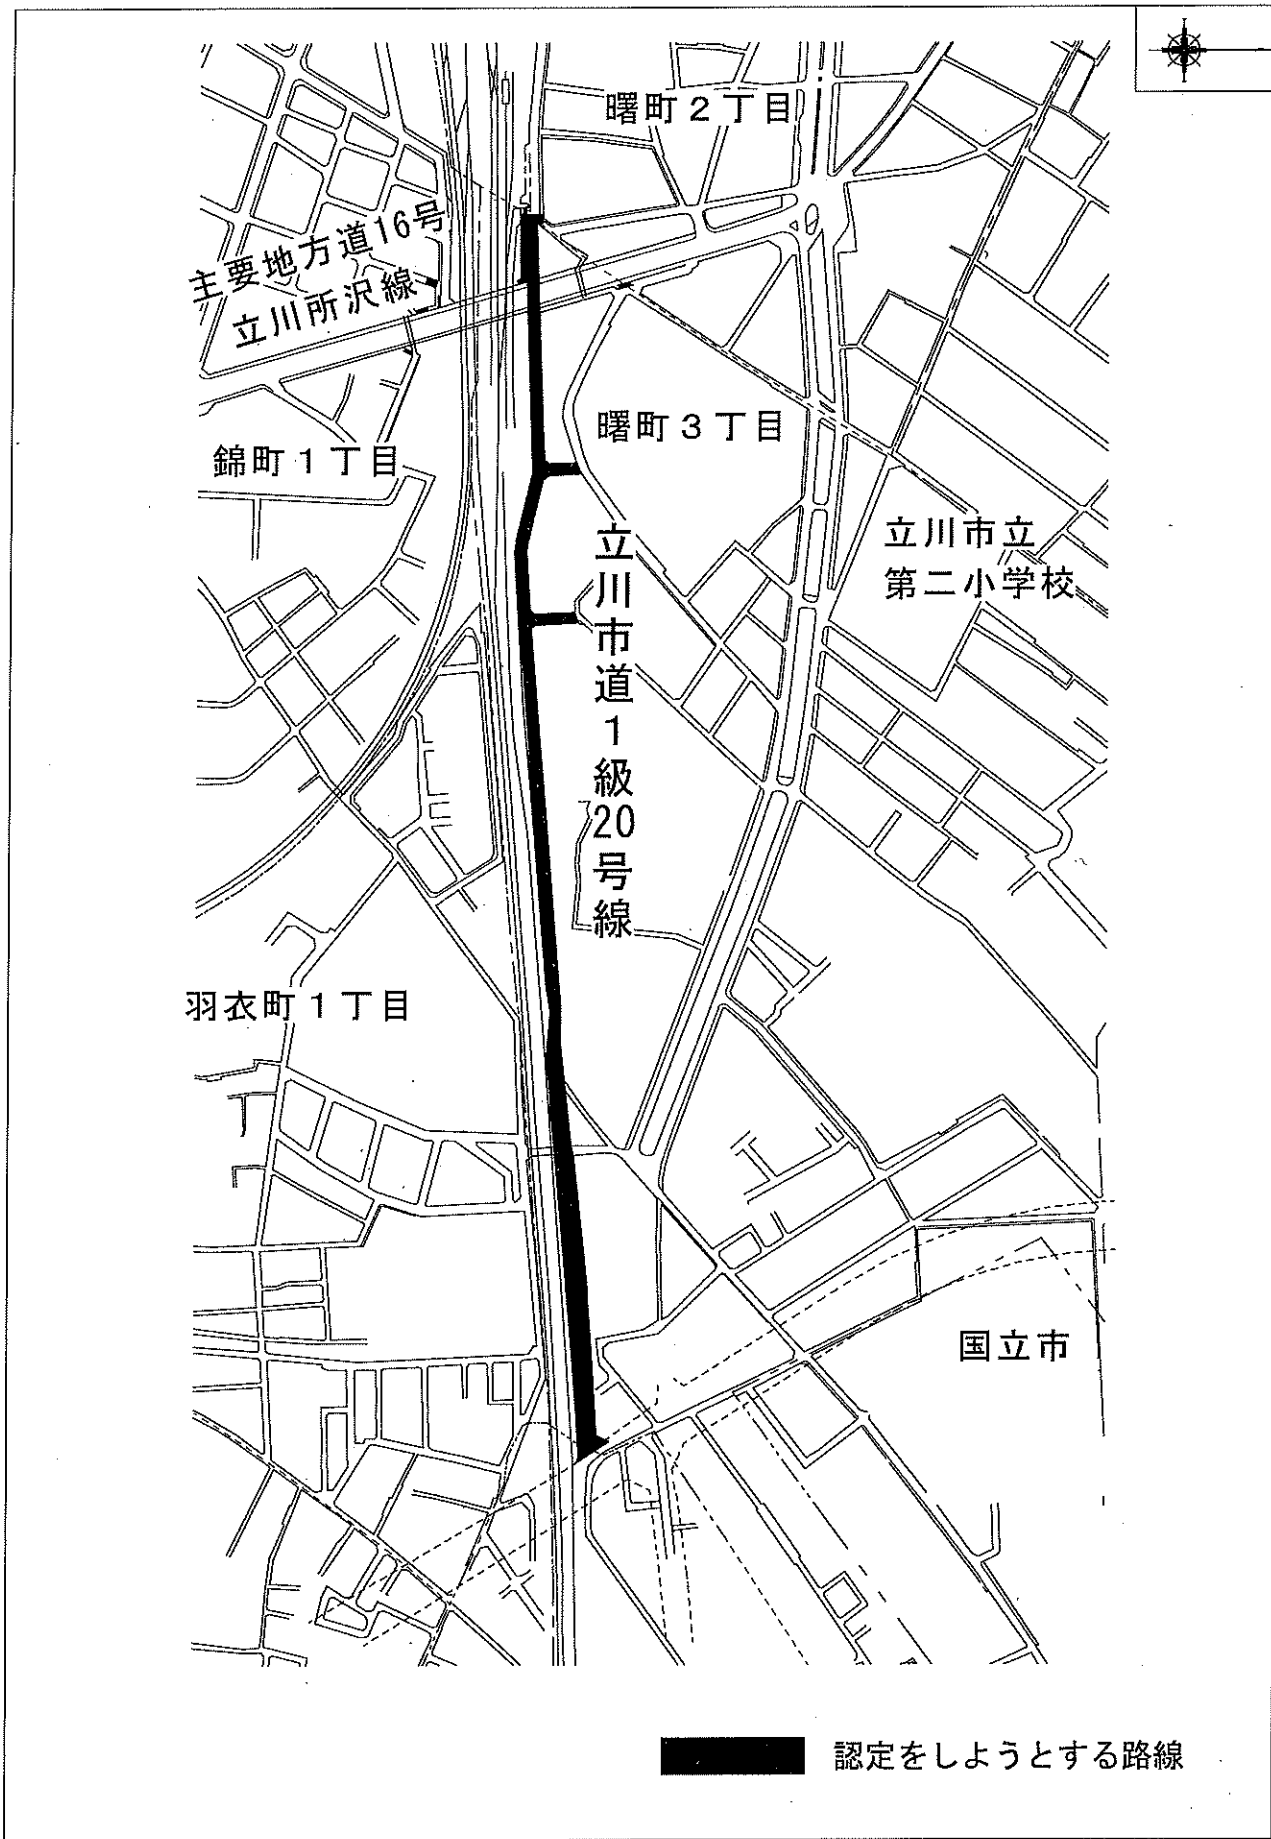 曙町２丁目
主要地方道16号
立川所沢線
曙町３丁目
錦町１丁目
立川市立
第二小学校
立川市道１級20号線
羽衣町１丁目
国立市
認定をしようとする路線